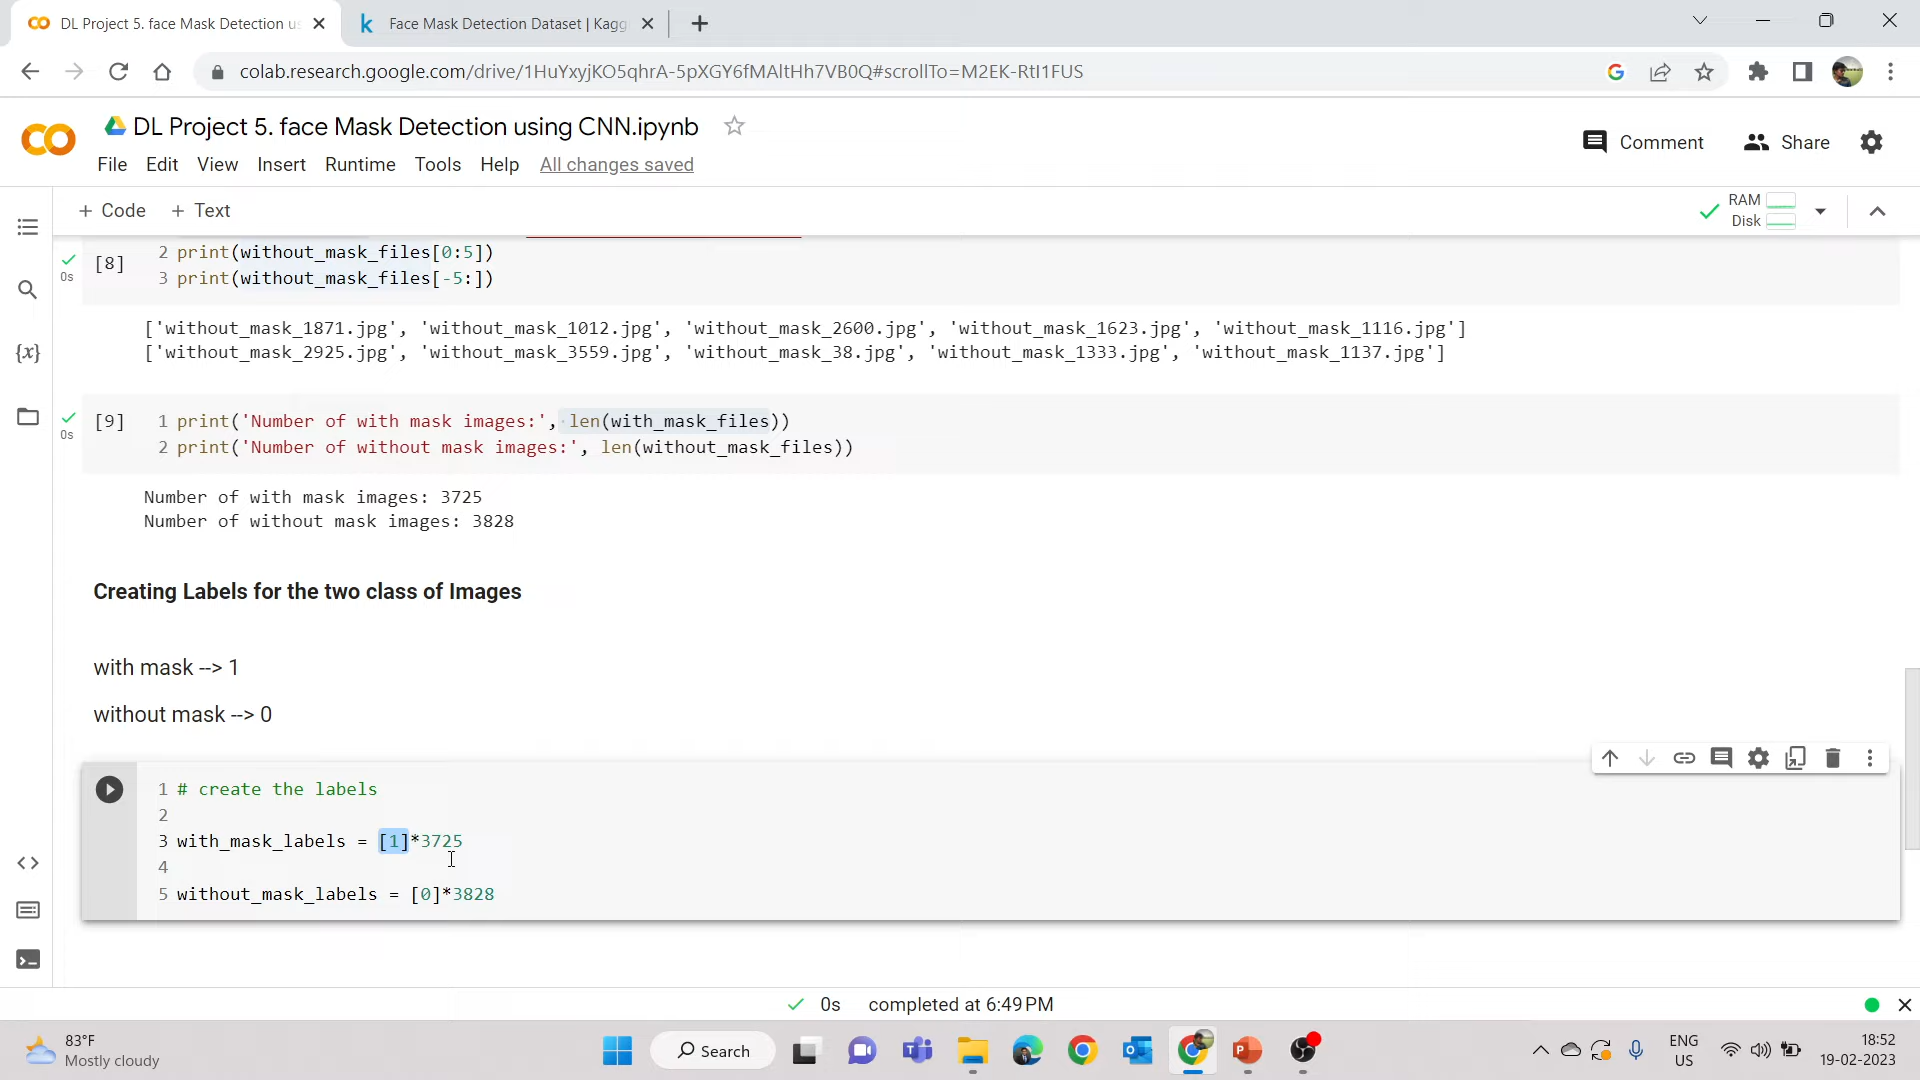 DL Project 5. face Mask Detection us
Face Mask Detection Dataset | Kagg
colab.research.google.com/drive/1HuYxyjKO5qhrA-5pXGY6fMAltHh7VB0Q#scrollTo=M2EK-RtI1FUS
DL Project 5. face Mask Detection using CNN.ipynb
Comment
Share
File Edit View Insert Runtime Tools Help All changes saved
+ Code + Text
RAM
Disk
[8]
0s
2 print(without_mask_files[0:5])
3 print(without_mask_files[-5:])
['without_mask_1871.jpg', 'without_mask_1012.jpg', 'without_mask_2600.jpg', 'without_mask_1623.jpg', 'without_mask_1116.jpg']
['without_mask_2925.jpg', 'without_mask_3559.jpg', 'without_mask_38.jpg', 'without_mask_1333.jpg', 'without_mask_1137.jpg']
[9]
0s
1 print('Number of with mask images:', len(with_mask_files))
2 print('Number of without mask images:', len(without_mask_files))
Number of with mask images: 3725
Number of without mask images: 3828
Creating Labels for the two class of Images
with mask --> 1
without mask --> 0
1 # create the labels
2
3 with_mask_labels = [1]*3725
4
5 without_mask_labels = [0]*3828
0s completed at 6:49 PM
83°F
Mostly cloudy
Search
ENG
US
18:52
19-02-2023